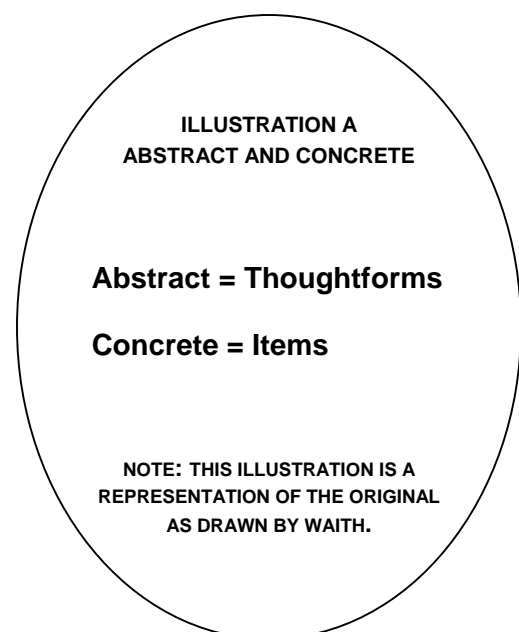 ILLUSTRATION A
ABSTRACT AND CONCRETE
Abstract = Thoughtforms
Concrete = Items
NOTE: THIS ILLUSTRATION IS A
REPRESENTATION OF THE ORIGINAL
AS DRAWN BY WAITH.